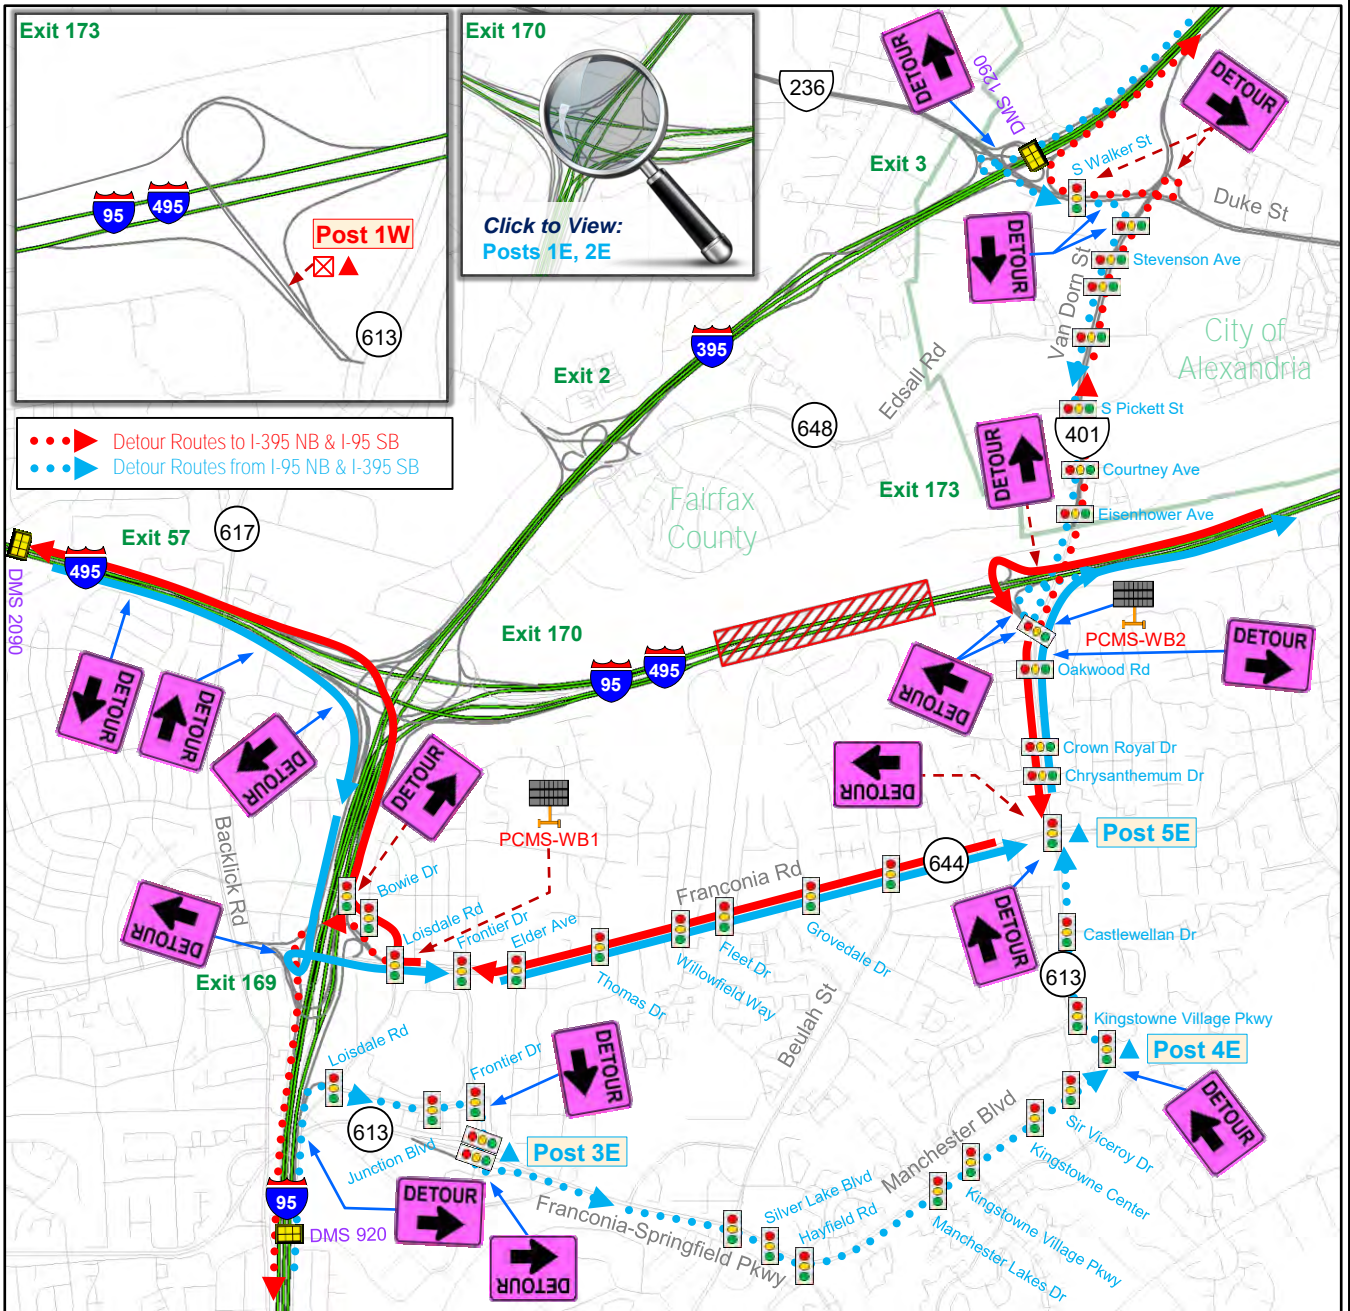 Exit 173
95
495
Post 1W
613
Exit 170
Click to View:
Posts 1E, 2E
236
DETOUR
DMS 1290
DETOUR
Exit 3
S Walker St
Duke St
DETOUR
Stevenson Ave
Van Dorn St
City of
Alexandria
395
Exit 2
Edsall Rd
648
S Pickett St
401
Detour Routes to I-395 NB & I-95 SB
Detour Routes from I-95 NB & I-395 SB
DETOUR
Courtney Ave
Exit 173
Eisenhower Ave
Fairfax
County
Exit 57
617
495
DMS 2090
Exit 170
95
495
PCMS-WB2
DETOUR
Oakwood Rd
DETOUR
DETOUR
DETOUR
DETOUR
DETOUR
DETOUR
Crown Royal Dr
Chrysanthemum Dr
PCMS-WB1
Post 5E
Backlick Rd
Bowie Dr
Franconia Rd
644
DETOUR
Loisdale Rd
Frontier Dr
Elder Ave
Thomas Dr
Willowfield Way
Fleet Dr
Grovedale Dr
DETOUR
Castlewellan Dr
613
Exit 169
Beulah St
Kingstowne Village Pkwy
Post 4E
Loisdale Rd
Frontier Dr
DETOUR
DETOUR
613
Junction Blvd
Post 3E
Manchester Blvd
Sir Viceroy Dr
Kingstowne Center
Kingstowne Village Pkwy
Manchester Lakes Dr
Silver Lake Blvd
Hayfield Rd
Franconia-Springfield Pkwy
95
DMS 920
DETOUR
DETOUR